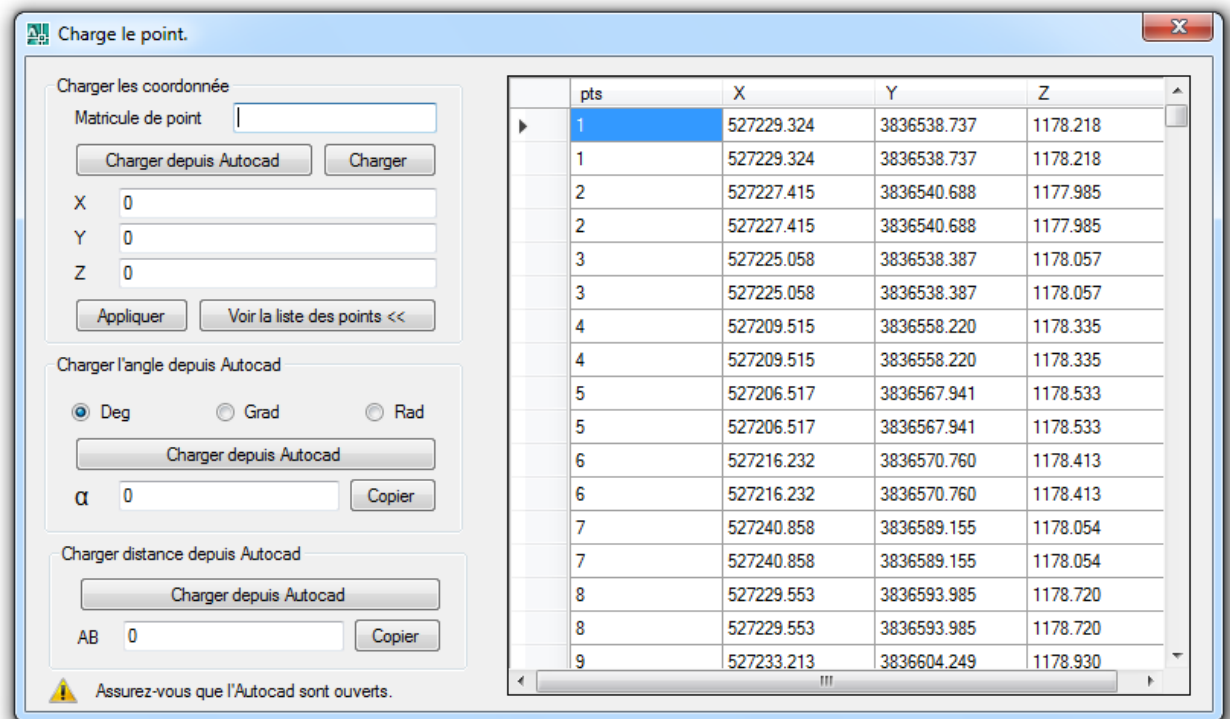 Charge le point.
Charger les coordonnée
Matricule de point
Charger depuis Autocad Charger
X 0
Y 0
Z 0
Appliquer Voir la liste des points <<
Charger l'angle depuis Autocad
Deg Grad Rad
Charger depuis Autocad
α 0 Copier
Charger distance depuis Autocad
Charger depuis Autocad
AB 0 Copier
Assurez-vous que l'Autocad sont ouverts.
pts X Y Z
1 527229.324 3836538.737 1178.218
1 527229.324 3836538.737 1178.218
2 527227.415 3836540.688 1177.985
2 527227.415 3836540.688 1177.985
3 527225.058 3836538.387 1178.057
3 527225.058 3836538.387 1178.057
4 527209.515 3836558.220 1178.335
4 527209.515 3836558.220 1178.335
5 527206.517 3836567.941 1178.533
5 527206.517 3836567.941 1178.533
6 527216.232 3836570.760 1178.413
6 527216.232 3836570.760 1178.413
7 527240.858 3836589.155 1178.054
7 527240.858 3836589.155 1178.054
8 527229.553 3836593.985 1178.720
8 527229.553 3836593.985 1178.720
9 527233.213 3836604.249 1178.930